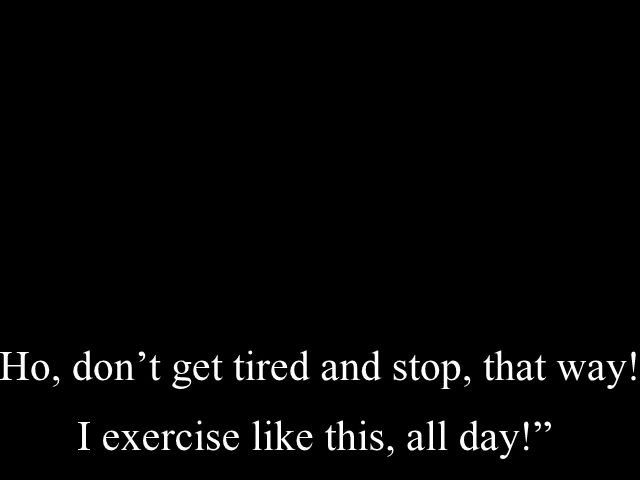 Ho, don’t get tired and stop, that way!
I exercise like this, all day!”